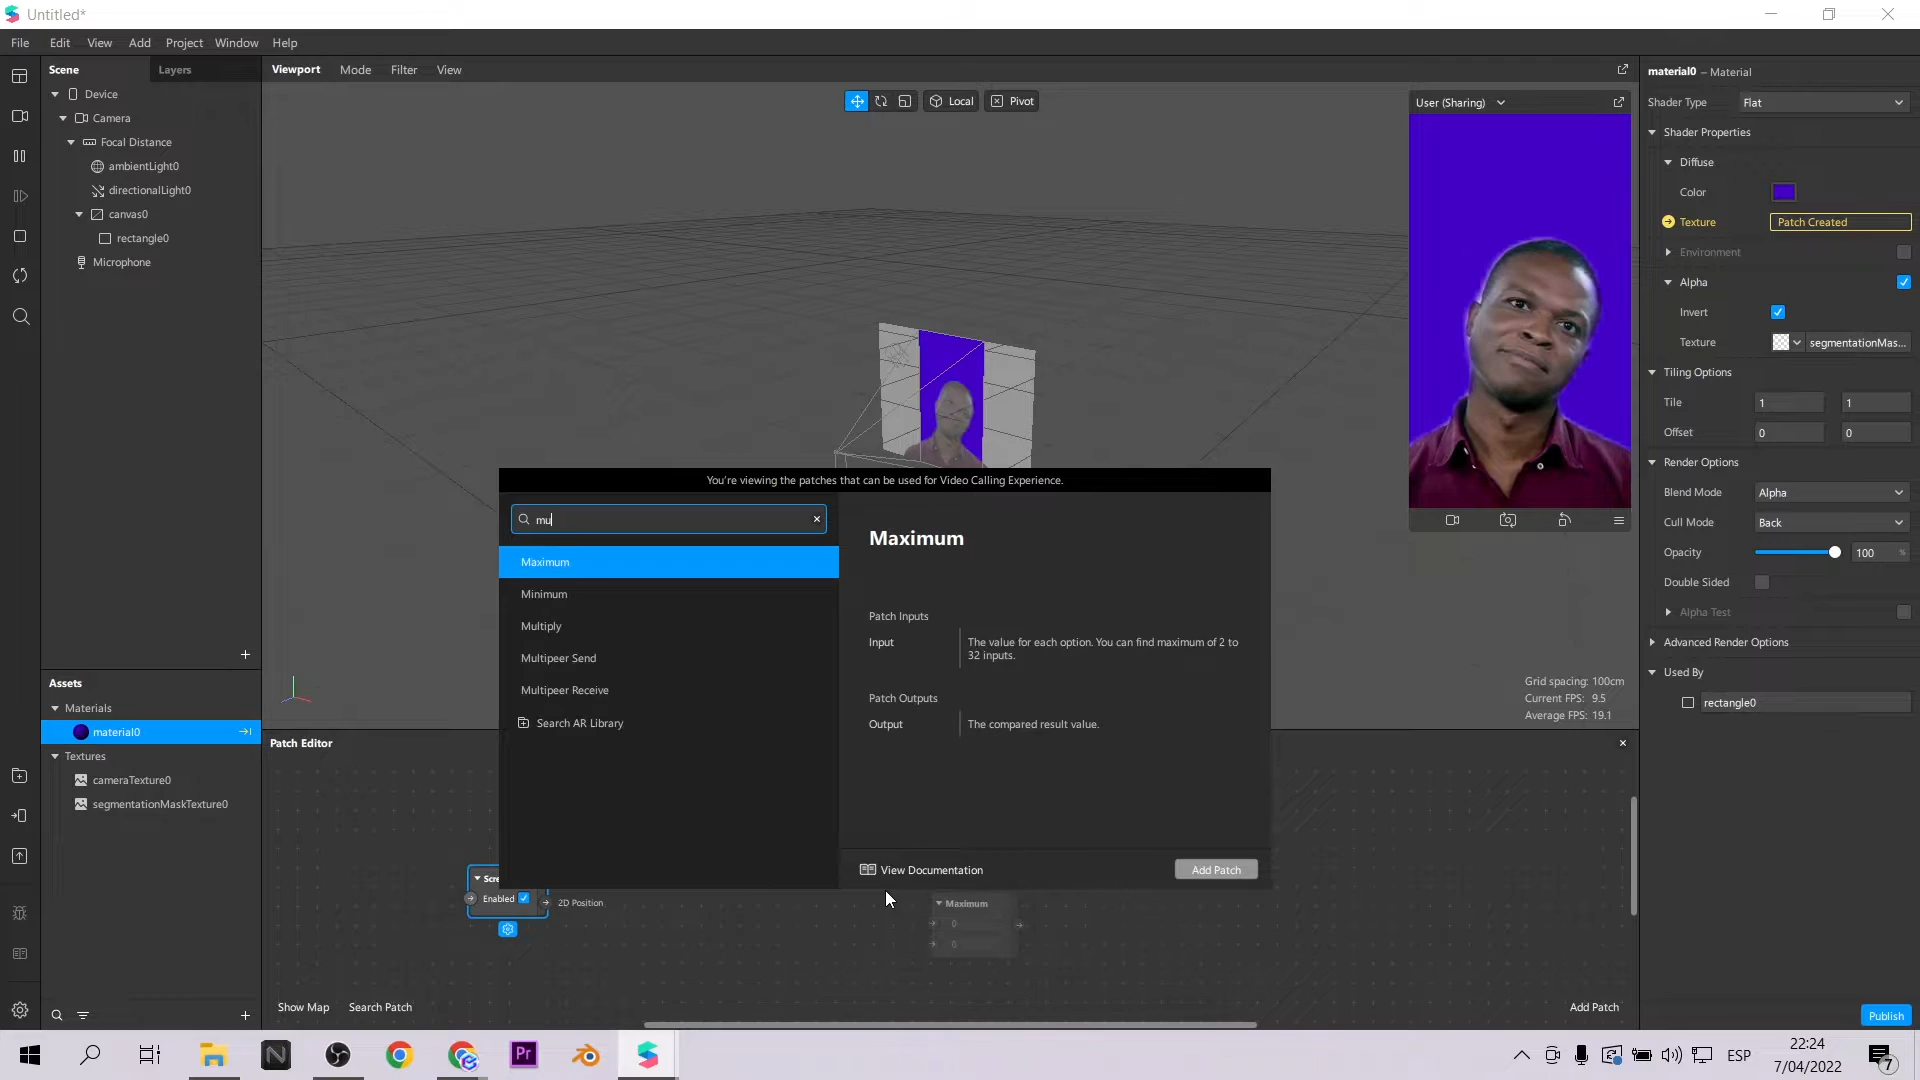 Untitled*
File Edit View Add Project Window Help
Scene Layers
Device
Camera
Focal Distance
ambientLight0
directionalLight0
canvas0
rectangle0
Microphone
Assets
Materials
material0
Textures
cameraTexture0
segmentationMaskTexture0
Viewport Mode Filter View
Local Pivot
User (Sharing)
Grid spacing: 100cm
Current FPS: 9.5
Average FPS: 19.1
You're viewing the patches that can be used for Video Calling Experience.
mu
Maximum
Minimum
Multiply
Multipeer Send
Multipeer Receive
Search AR Library
Maximum
Patch Inputs
Input The value for each option. You can find maximum of 2 to
32 inputs.
Patch Outputs
Output The compared result value.
View Documentation Add Patch
Patch Editor
Scre
Enabled 2D Position
Maximum
0
0
Show Map Search Patch Add Patch
material0 – Material
Shader Type Flat
Shader Properties
Diffuse
Color
Texture Patch Created
Environment
Alpha
Invert
Texture segmentationMas...
Tiling Options
Tile 1 1
Offset 0 0
Render Options
Blend Mode Alpha
Cull Mode Back
Opacity 100 %
Double Sided
Alpha Test
Advanced Render Options
Used By
rectangle0
Publish
N
Pr
ESP
22:24
7/04/2022
7